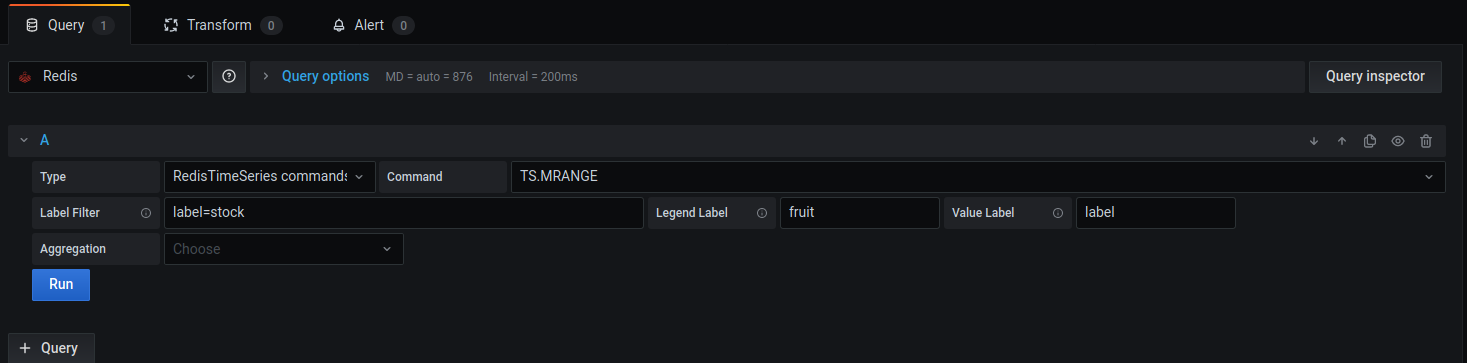 Query 1 Transform 0 Alert 0
Redis Query options MD = auto = 876 Interval = 200ms Query inspector
A
Type RedisTimeSeries commands Command TS.MRANGE
Label Filter label=stock Legend Label fruit Value Label label
Aggregation Choose
Run
+ Query